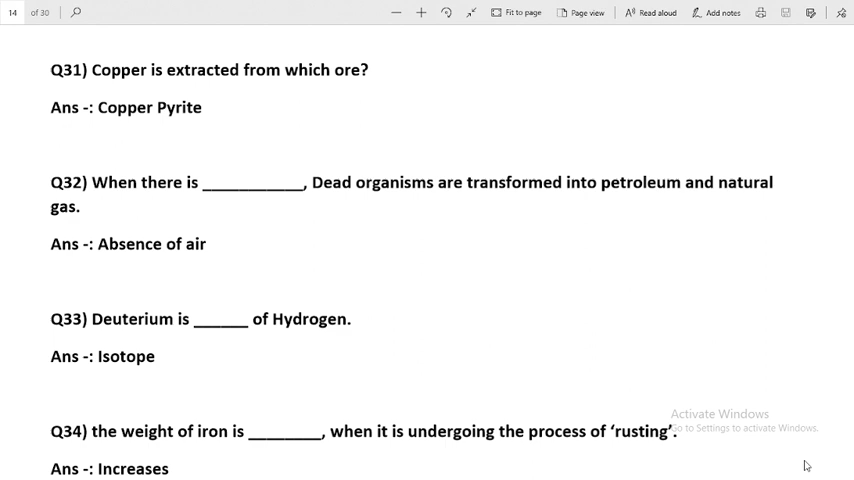 14 of 30 Fit to page Page view Read aloud Add notes
Q31) Copper is extracted from which ore?
Ans -: Copper Pyrite
Q32) When there is ___________, Dead organisms are transformed into petroleum and natural
gas.
Ans -: Absence of air
Q33) Deuterium is ______ of Hydrogen.
Ans -: Isotope
Activate Windows
Go to Settings to activate Windows.
Q34) the weight of iron is ________, when it is undergoing the process of ‘rusting’.
Ans -: Increases